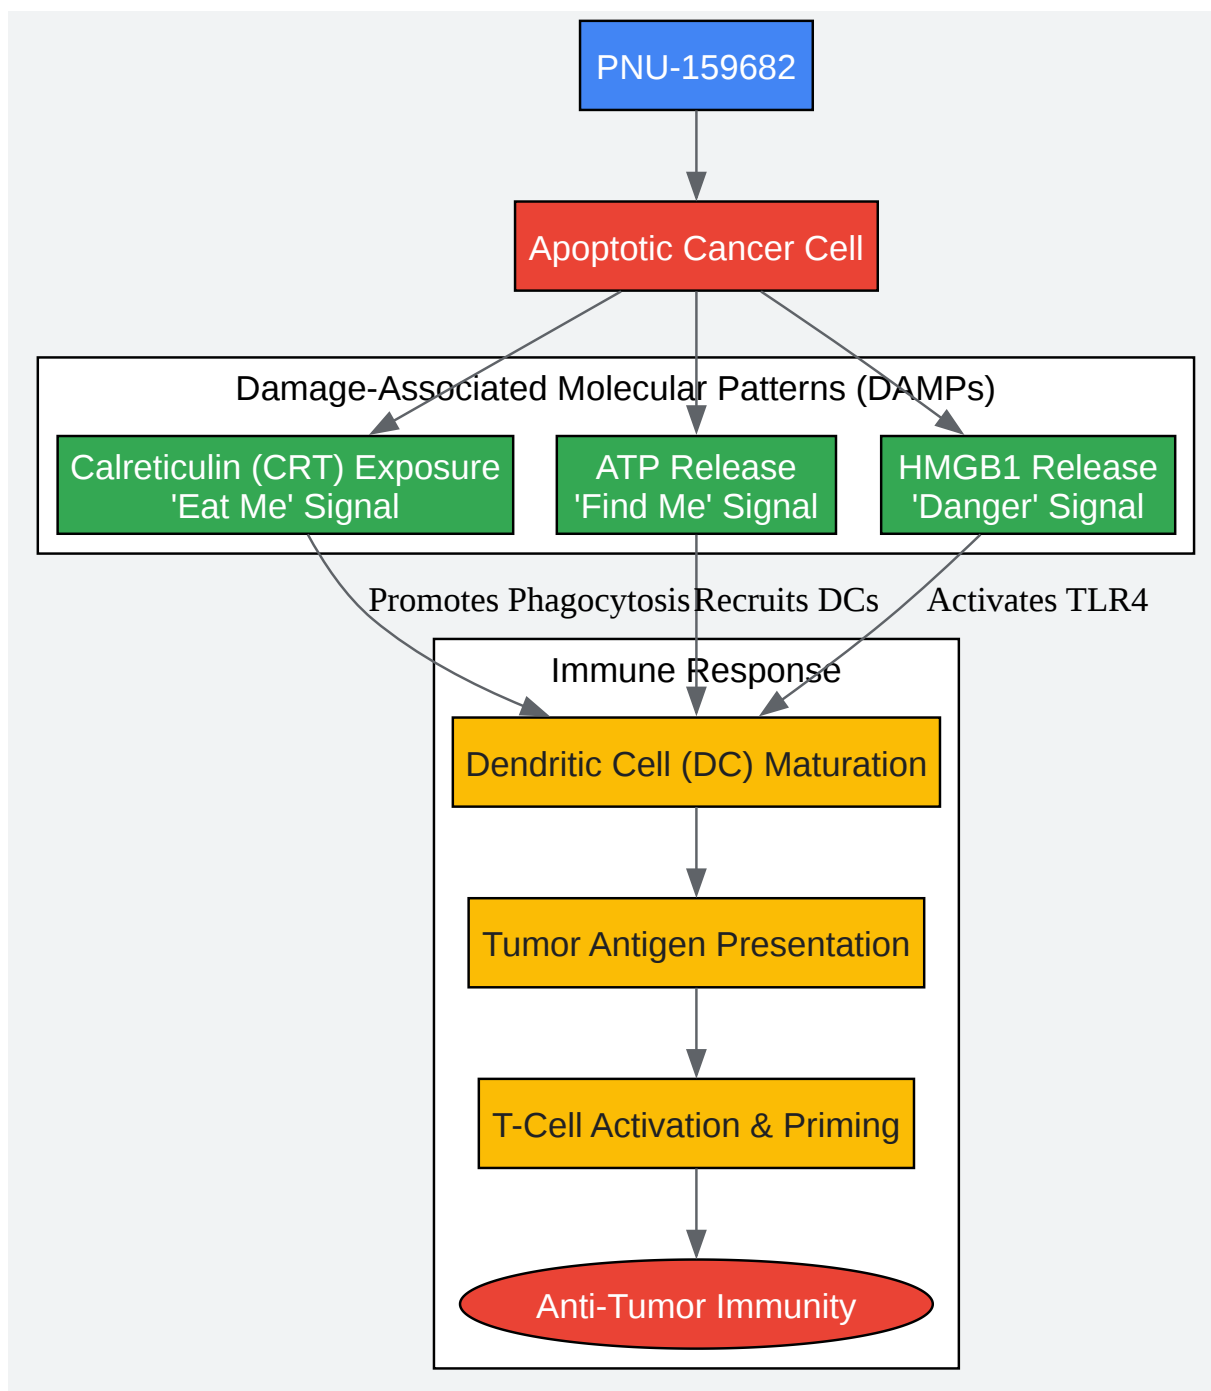 PNU-159682
Apoptotic Cancer Cell
Damage-Associated Molecular Patterns (DAMPs)
Calreticulin (CRT) Exposure
'Eat Me' Signal
ATP Release
'Find Me' Signal
HMGB1 Release
'Danger' Signal
Promotes Phagocytosis
Recruits DCs
Activates TLR4
Immune Response
Dendritic Cell (DC) Maturation
Tumor Antigen Presentation
T-Cell Activation & Priming
Anti-Tumor Immunity